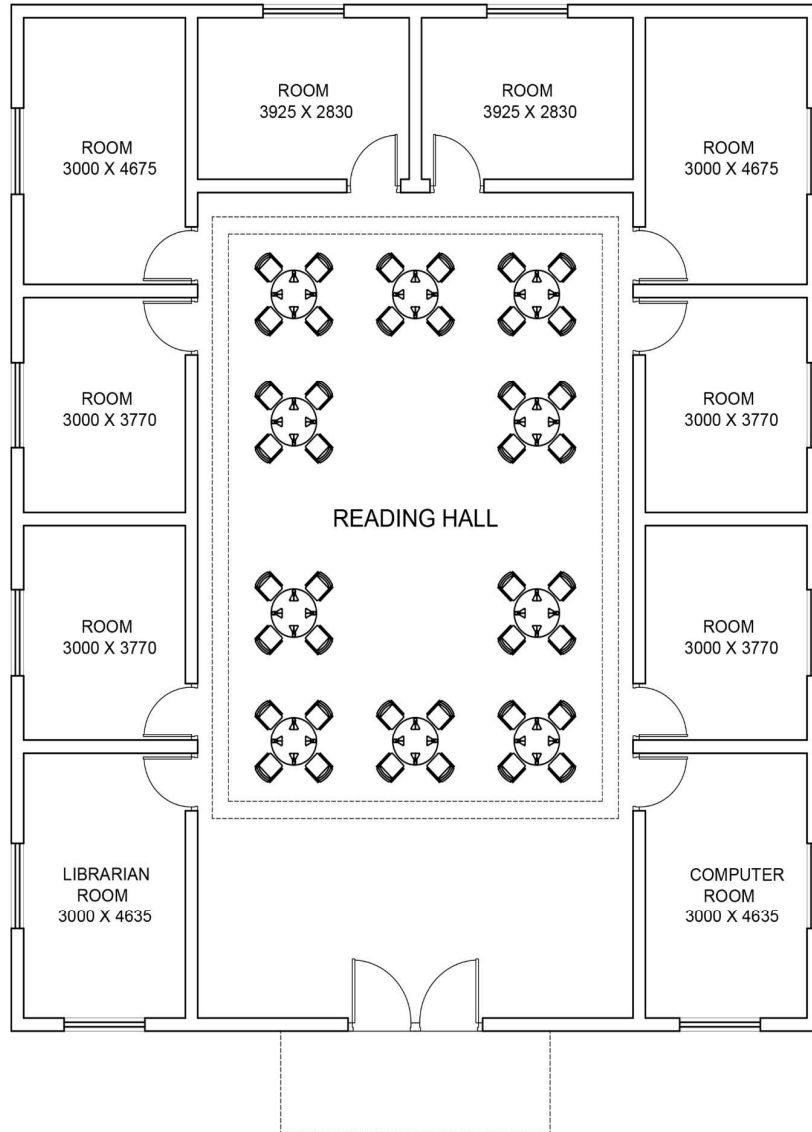 ROOM
3925 X 2830
ROOM
3925 X 2830
ROOM
3000 X 4675
ROOM
3000 X 4675
ROOM
3000 X 3770
ROOM
3000 X 3770
READING HALL
ROOM
3000 X 3770
ROOM
3000 X 3770
LIBRARIAN
ROOM
3000 X 4635
COMPUTER
ROOM
3000 X 4635